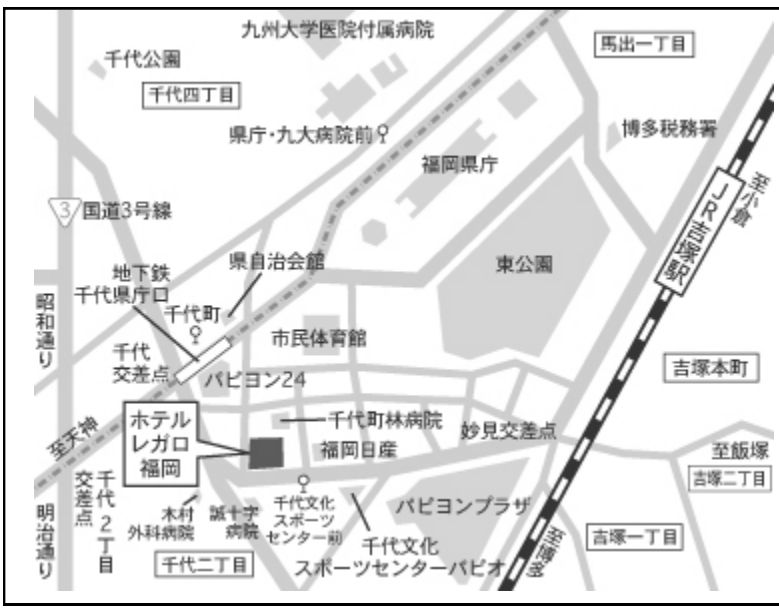 九州大学医院付属病院
千代公園
馬出一丁目
千代四丁目
博多税務署
県庁・九大病院前
福岡県庁
至小倉
3
国道3号線
JR吉塚駅
県自治会館
東公園
地下鉄
千代県庁口
千代町
昭和通り
市民体育館
千代
交差点
パピヨン24
吉塚本町
ホテル
レガロ
福岡
千代町林病院
妙見交差点
至天神
福岡日産
至飯塚
吉塚二丁目
千代2丁目
交差点
千代文化
スポーツ
センター前
パピヨンプラザ
木村
外科病院
誠十字
病院
明治通り
千代文化
スポーツセンターパピオ
至博多
吉塚一丁目
千代二丁目